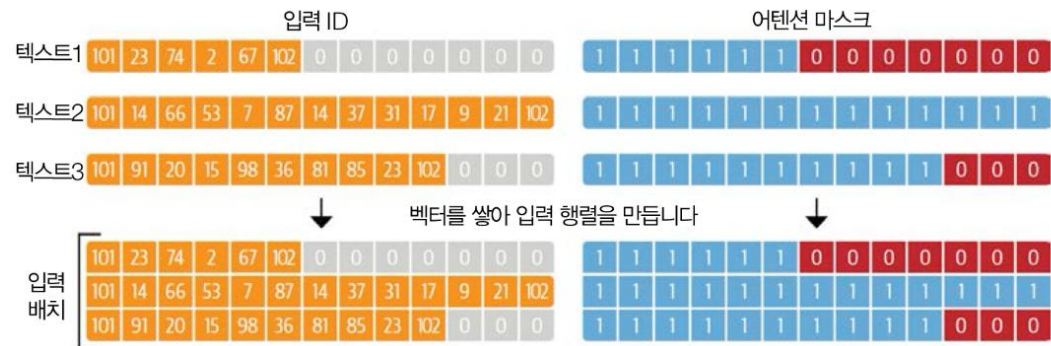 입력 ID 어텐션 마스크
텍스트1 101 23 74 2 67 102 0 0 0 0 0 0 0 1 1 1 1 1 1 0 0 0 0 0 0 0
텍스트2 101 14 66 53 7 87 14 37 31 17 9 21 102 1 1 1 1 1 1 1 1 1 1 1 1 1
텍스트3 101 91 20 15 98 36 81 85 23 102 0 0 0 1 1 1 1 1 1 1 1 1 1 0 0 0
벡터를 쌓아 입력 행렬을 만듭니다
입력
배치
101 23 74 2 67 102 0 0 0 0 0 0 0 1 1 1 1 1 1 0 0 0 0 0 0 0
101 14 66 53 7 87 14 37 31 17 9 21 102 1 1 1 1 1 1 1 1 1 1 1 1 1
101 91 20 15 98 36 81 85 23 102 0 0 0 1 1 1 1 1 1 1 1 1 1 0 0 0